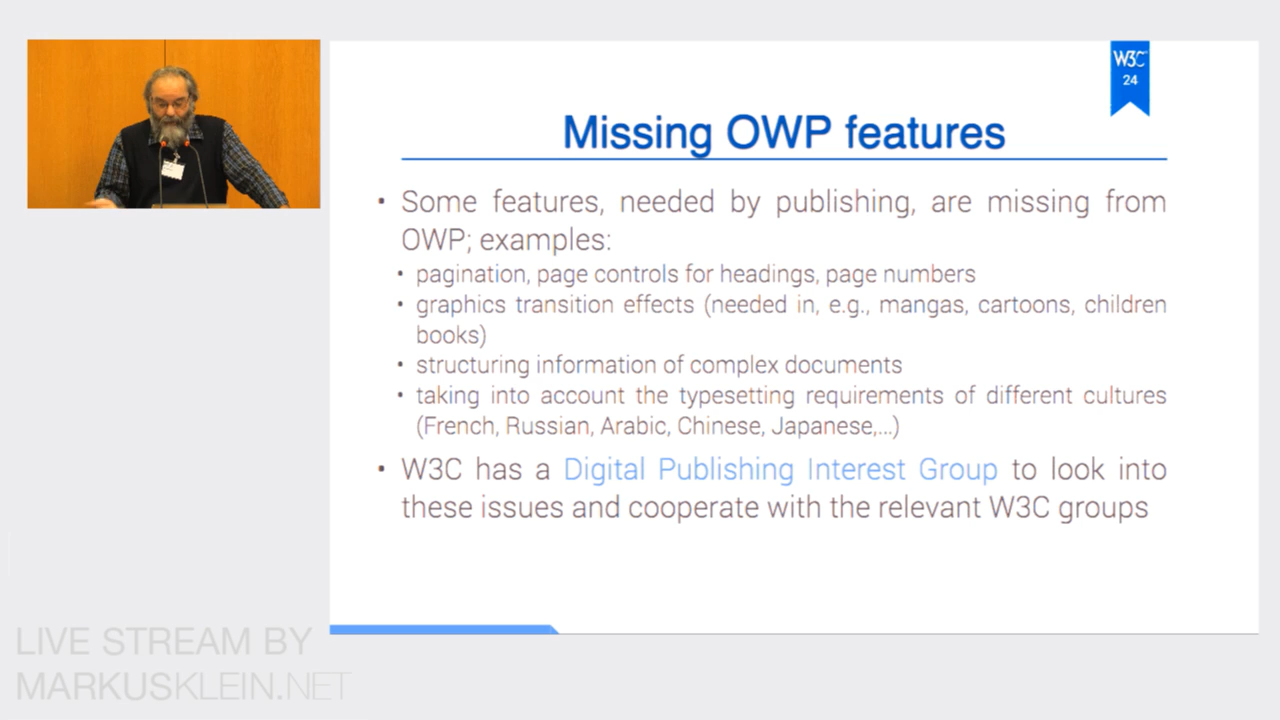 W3C
24
Missing OWP features
• Some features, needed by publishing, are missing from
OWP; examples:
• pagination, page controls for headings, page numbers
• graphics transition effects (needed in, e.g., mangas, cartoons, children
books)
• structuring information of complex documents
• taking into account the typesetting requirements of different cultures
(French, Russian, Arabic, Chinese, Japanese,...)
• W3C has a Digital Publishing Interest Group to look into
these issues and cooperate with the relevant W3C groups
LIVE STREAM BY
MARKUSKLEIN.NET